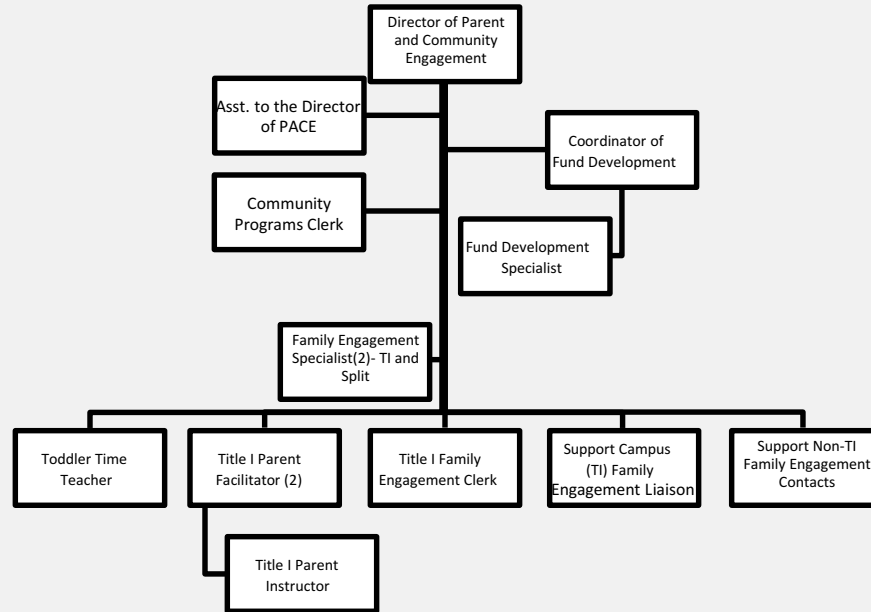 Director of Parent
and Community
Engagement
Asst. to the Director
of PACE
Coordinator of
Fund Development
Community
Programs Clerk
Fund Development
Specialist
Family Engagement
Specialist(2)- TI and
Split
Toddler Time
Teacher
Title I Parent
Facilitator (2)
Title I Family
Engagement Clerk
Support Campus
(TI) Family
Engagement Liaison
Support Non-TI
Family Engagement
Contacts
Title I Parent
Instructor